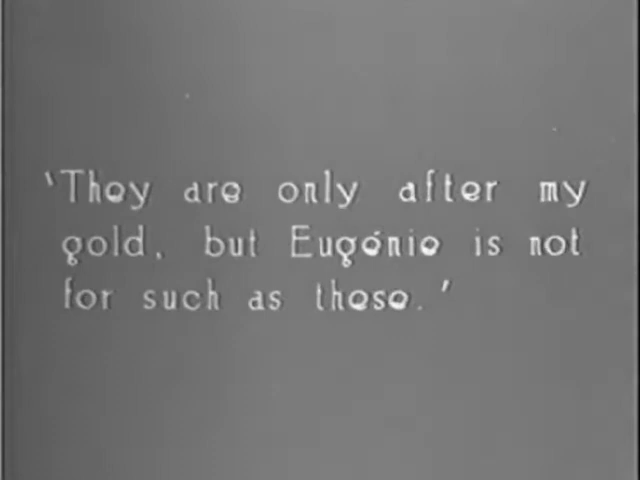 'They are only after my
gold, but Eugénie is not
for such as these.'